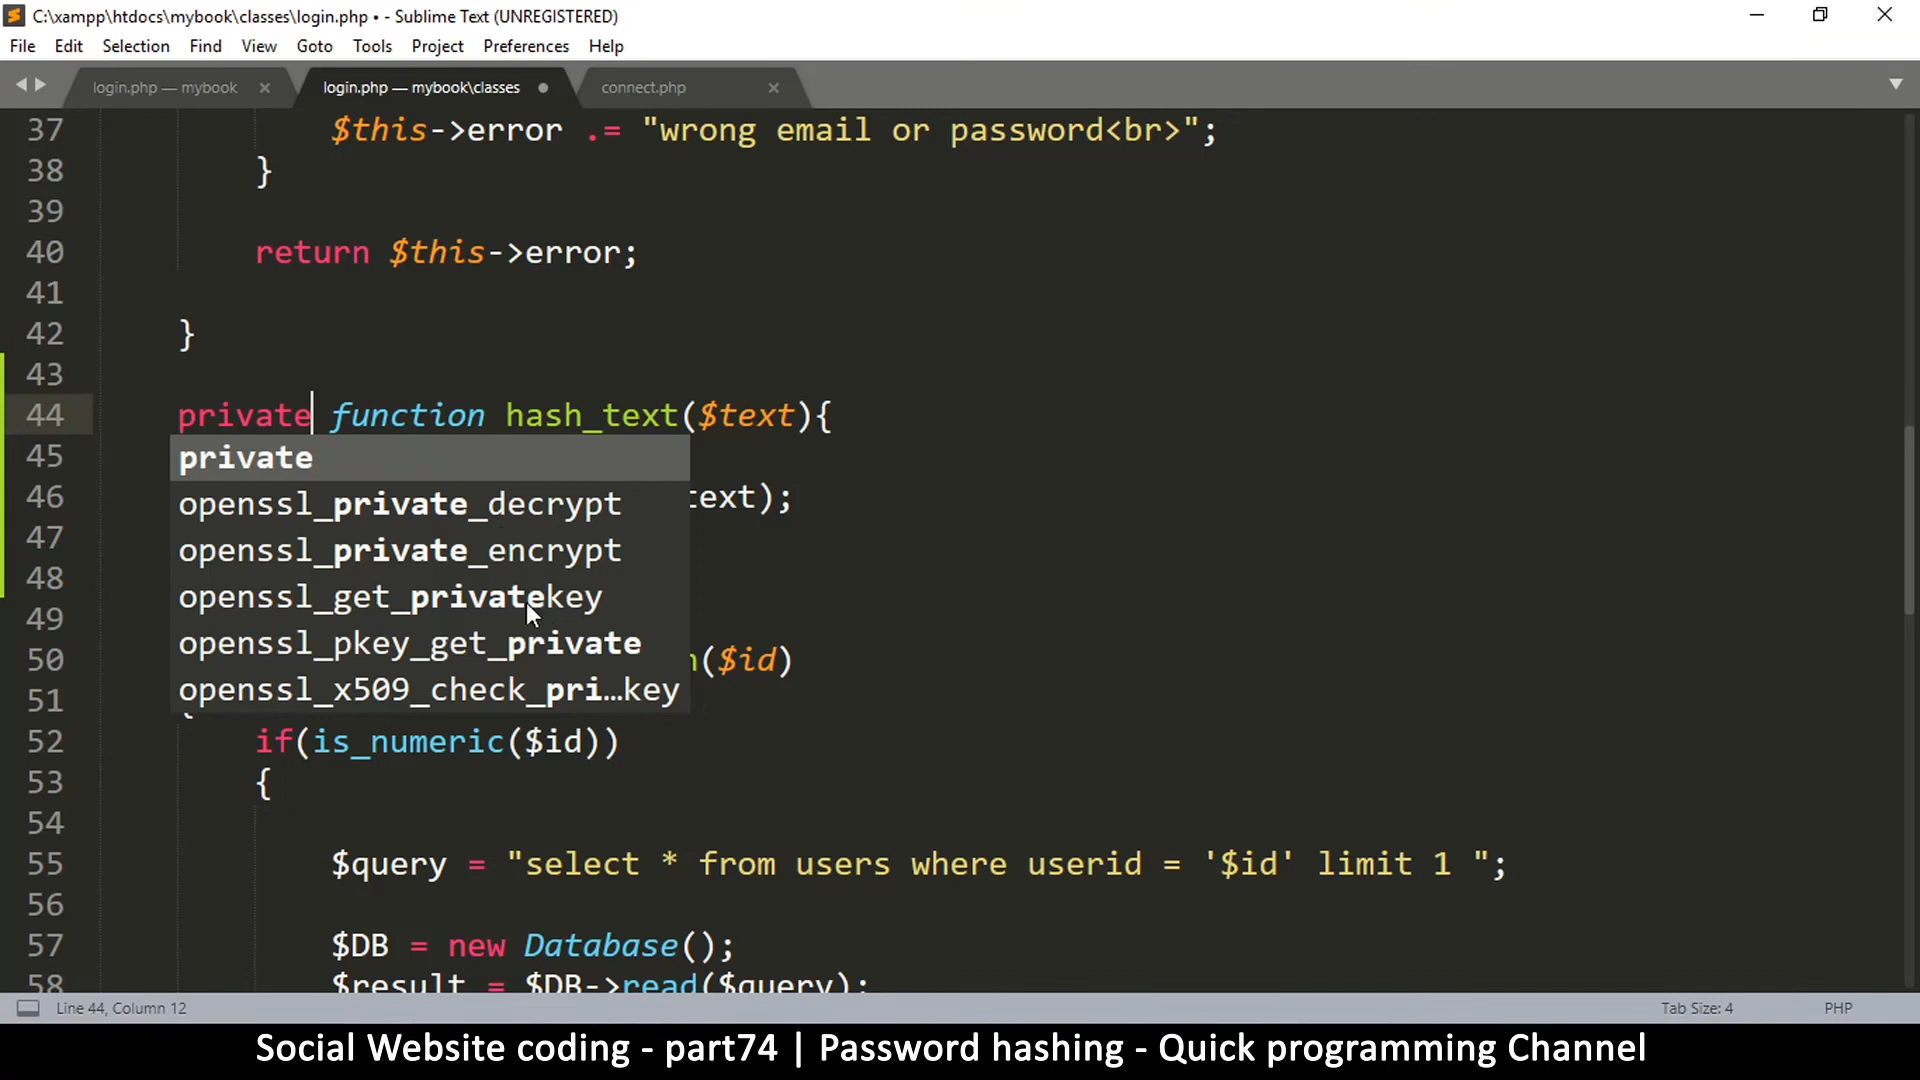 C:\xampp\htdocs\mybook\classes\login.php • - Sublime Text (UNREGISTERED)
File Edit Selection Find View Goto Tools Project Preferences Help
login.php — mybook login.php — mybook\classes connect.php
37 $this->error .= "wrong email or password<br>";
38 }
39
40 return $this->error;
41
42 }
43
44 private function hash_text($text){
45 private
openssl_private_decrypt
46 text);
47 openssl_private_encrypt
48 openssl_get_privatekey
49
openssl_pkey_get_private
50 n($id)
51 openssl_x509_check_pri…key
52 if(is_numeric($id))
53 {
54
55 $query = "select * from users where userid = '$id' limit 1 ";
56
57 $DB = new Database();
58 $result = $DB->read($query);
Line 44, Column 12 Tab Size: 4 PHP
Social Website coding - part74 | Password hashing - Quick programming Channel